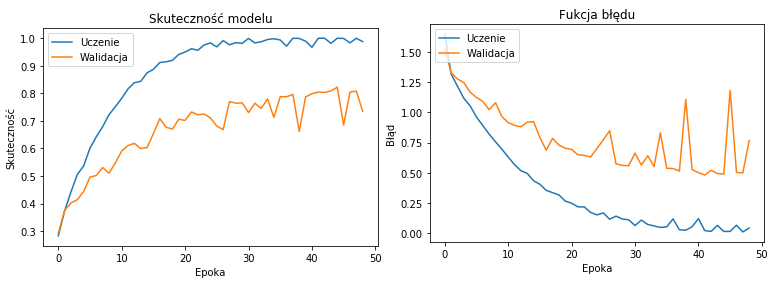 Skuteczność modelu
Uczenie
Walidacja
1.0
0.9
0.8
0.7
0.6
0.5
0.4
0.3
Skuteczność
0 10 20 30 40 50
Epoka
Fukcja błędu
Uczenie
Walidacja
1.50
1.25
1.00
0.75
0.50
0.25
0.00
Błąd
0 10 20 30 40 50
Epoka